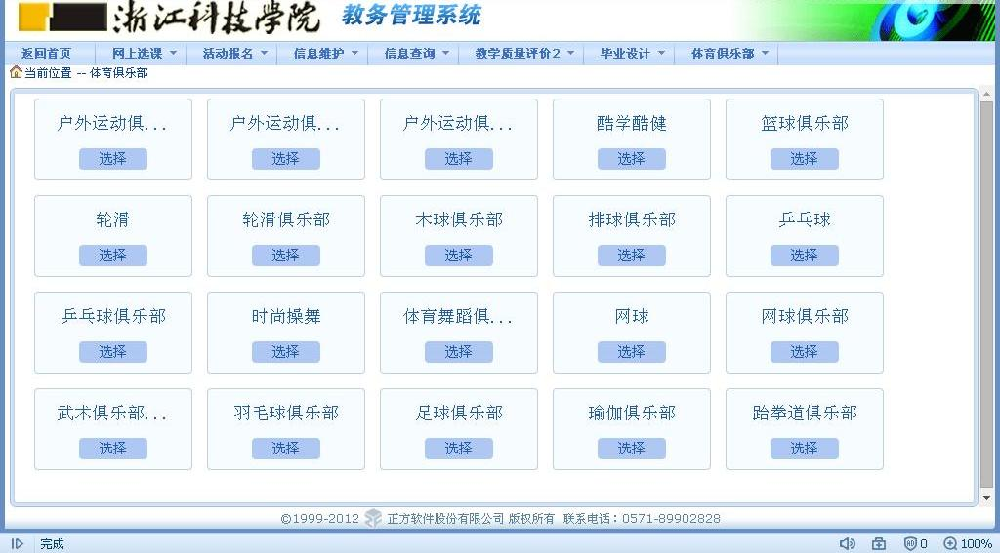 浙江科技学院 教务管理系统
返回首页 网上选课 活动报名 信息维护 信息查询 教学质量评价2 毕业设计 体育俱乐部
当前位置 -- 体育俱乐部
户外运动俱... 户外运动俱... 户外运动俱... 酷学酷健 篮球俱乐部
选择 选择 选择 选择 选择
轮滑 轮滑俱乐部 木球俱乐部 排球俱乐部 乒乓球
选择 选择 选择 选择 选择
乒乓球俱乐部 时尚操舞 体育舞蹈俱... 网球 网球俱乐部
选择 选择 选择 选择 选择
武术俱乐部... 羽毛球俱乐部 足球俱乐部 瑜伽俱乐部 跆拳道俱乐部
选择 选择 选择 选择 选择
©1999-2012 正方软件股份有限公司 版权所有 联系电话：0571-89902828
完成 AD 0 100%